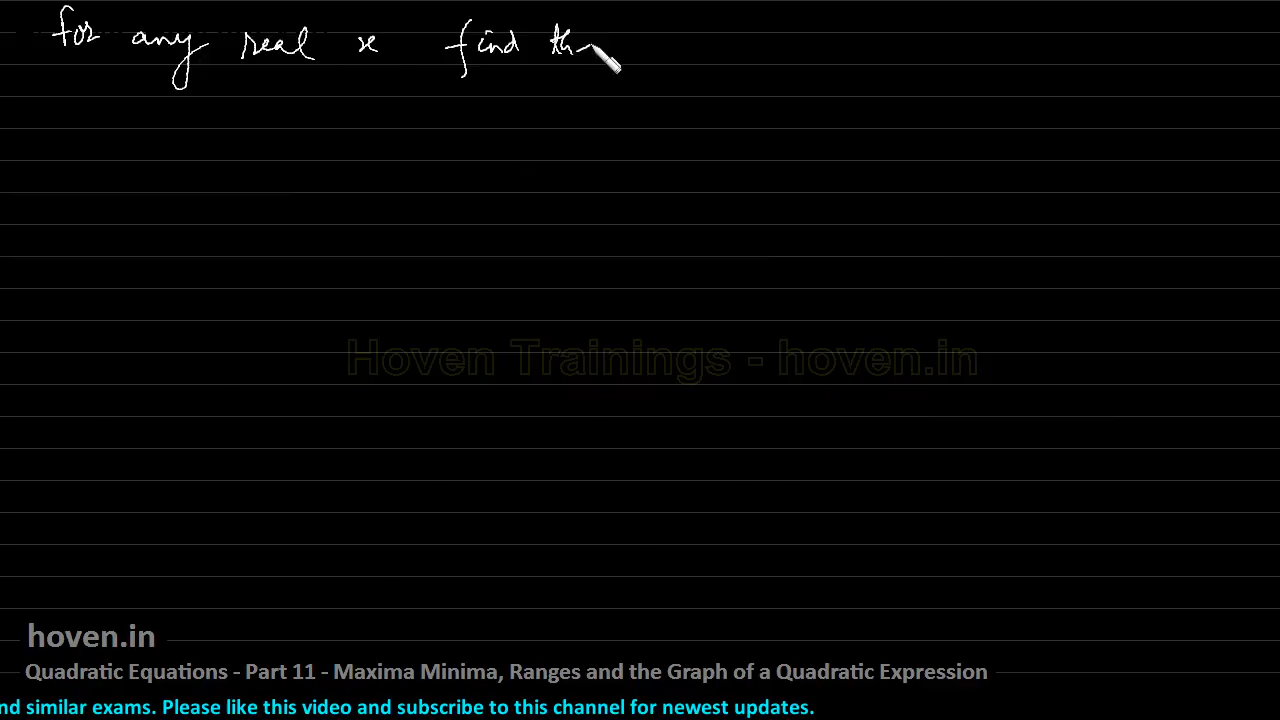 for any real x find th
Hoven Trainings - hoven.in
hoven.in
Quadratic Equations - Part 11 - Maxima Minima, Ranges and the Graph of a Quadratic Expression
nd similar exams. Please like this video and subscribe to this channel for newest updates.